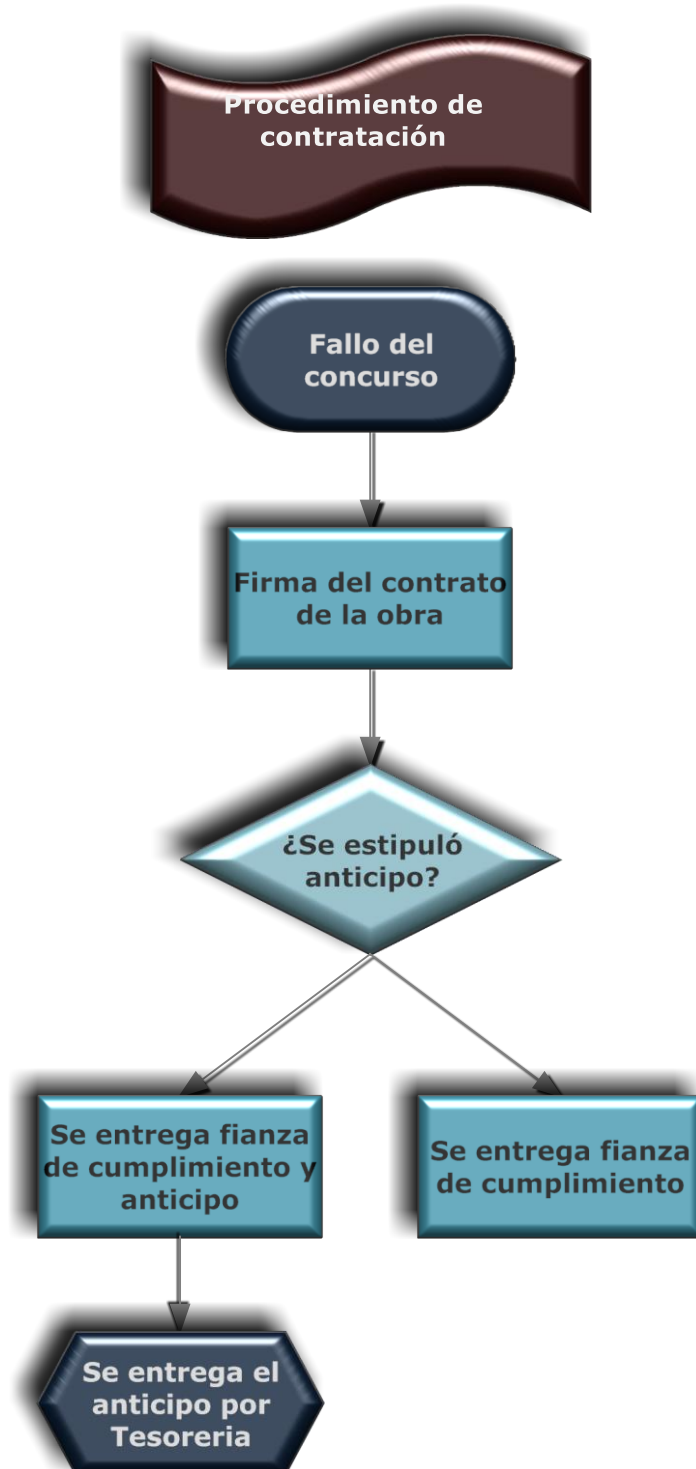 Procedimiento de
contratación
Fallo del
concurso
Firma del contrato
de la obra
¿Se estipuló
anticipo?
Se entrega fianza
de cumplimiento y
anticipo
Se entrega fianza
de cumplimiento
Se entrega el
anticipo por
Tesoreria